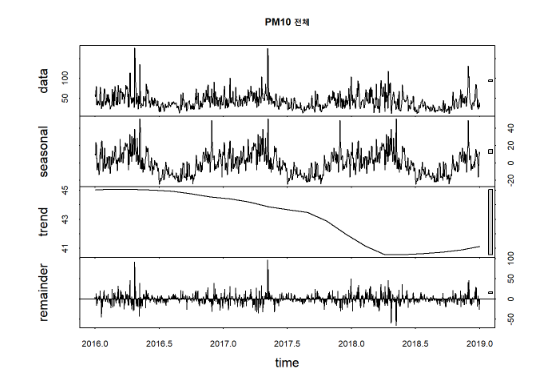 PM10 전체
data
50 100
seasonal
-20 0 20 40
trend
41 43 45
remainder
-50 0 50 100
2016.0 2016.5 2017.0 2017.5 2018.0 2018.5 2019.0
time